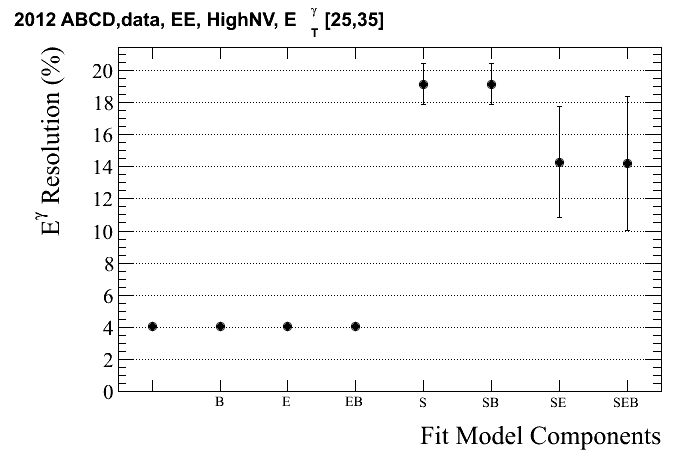 2012 ABCD,data, EE, HighNV, E γ T [25,35]
Eγ Resolution (%)
20
18
16
14
12
10
8
6
4
2
0
B E EB S SB SE SEB
Fit Model Components